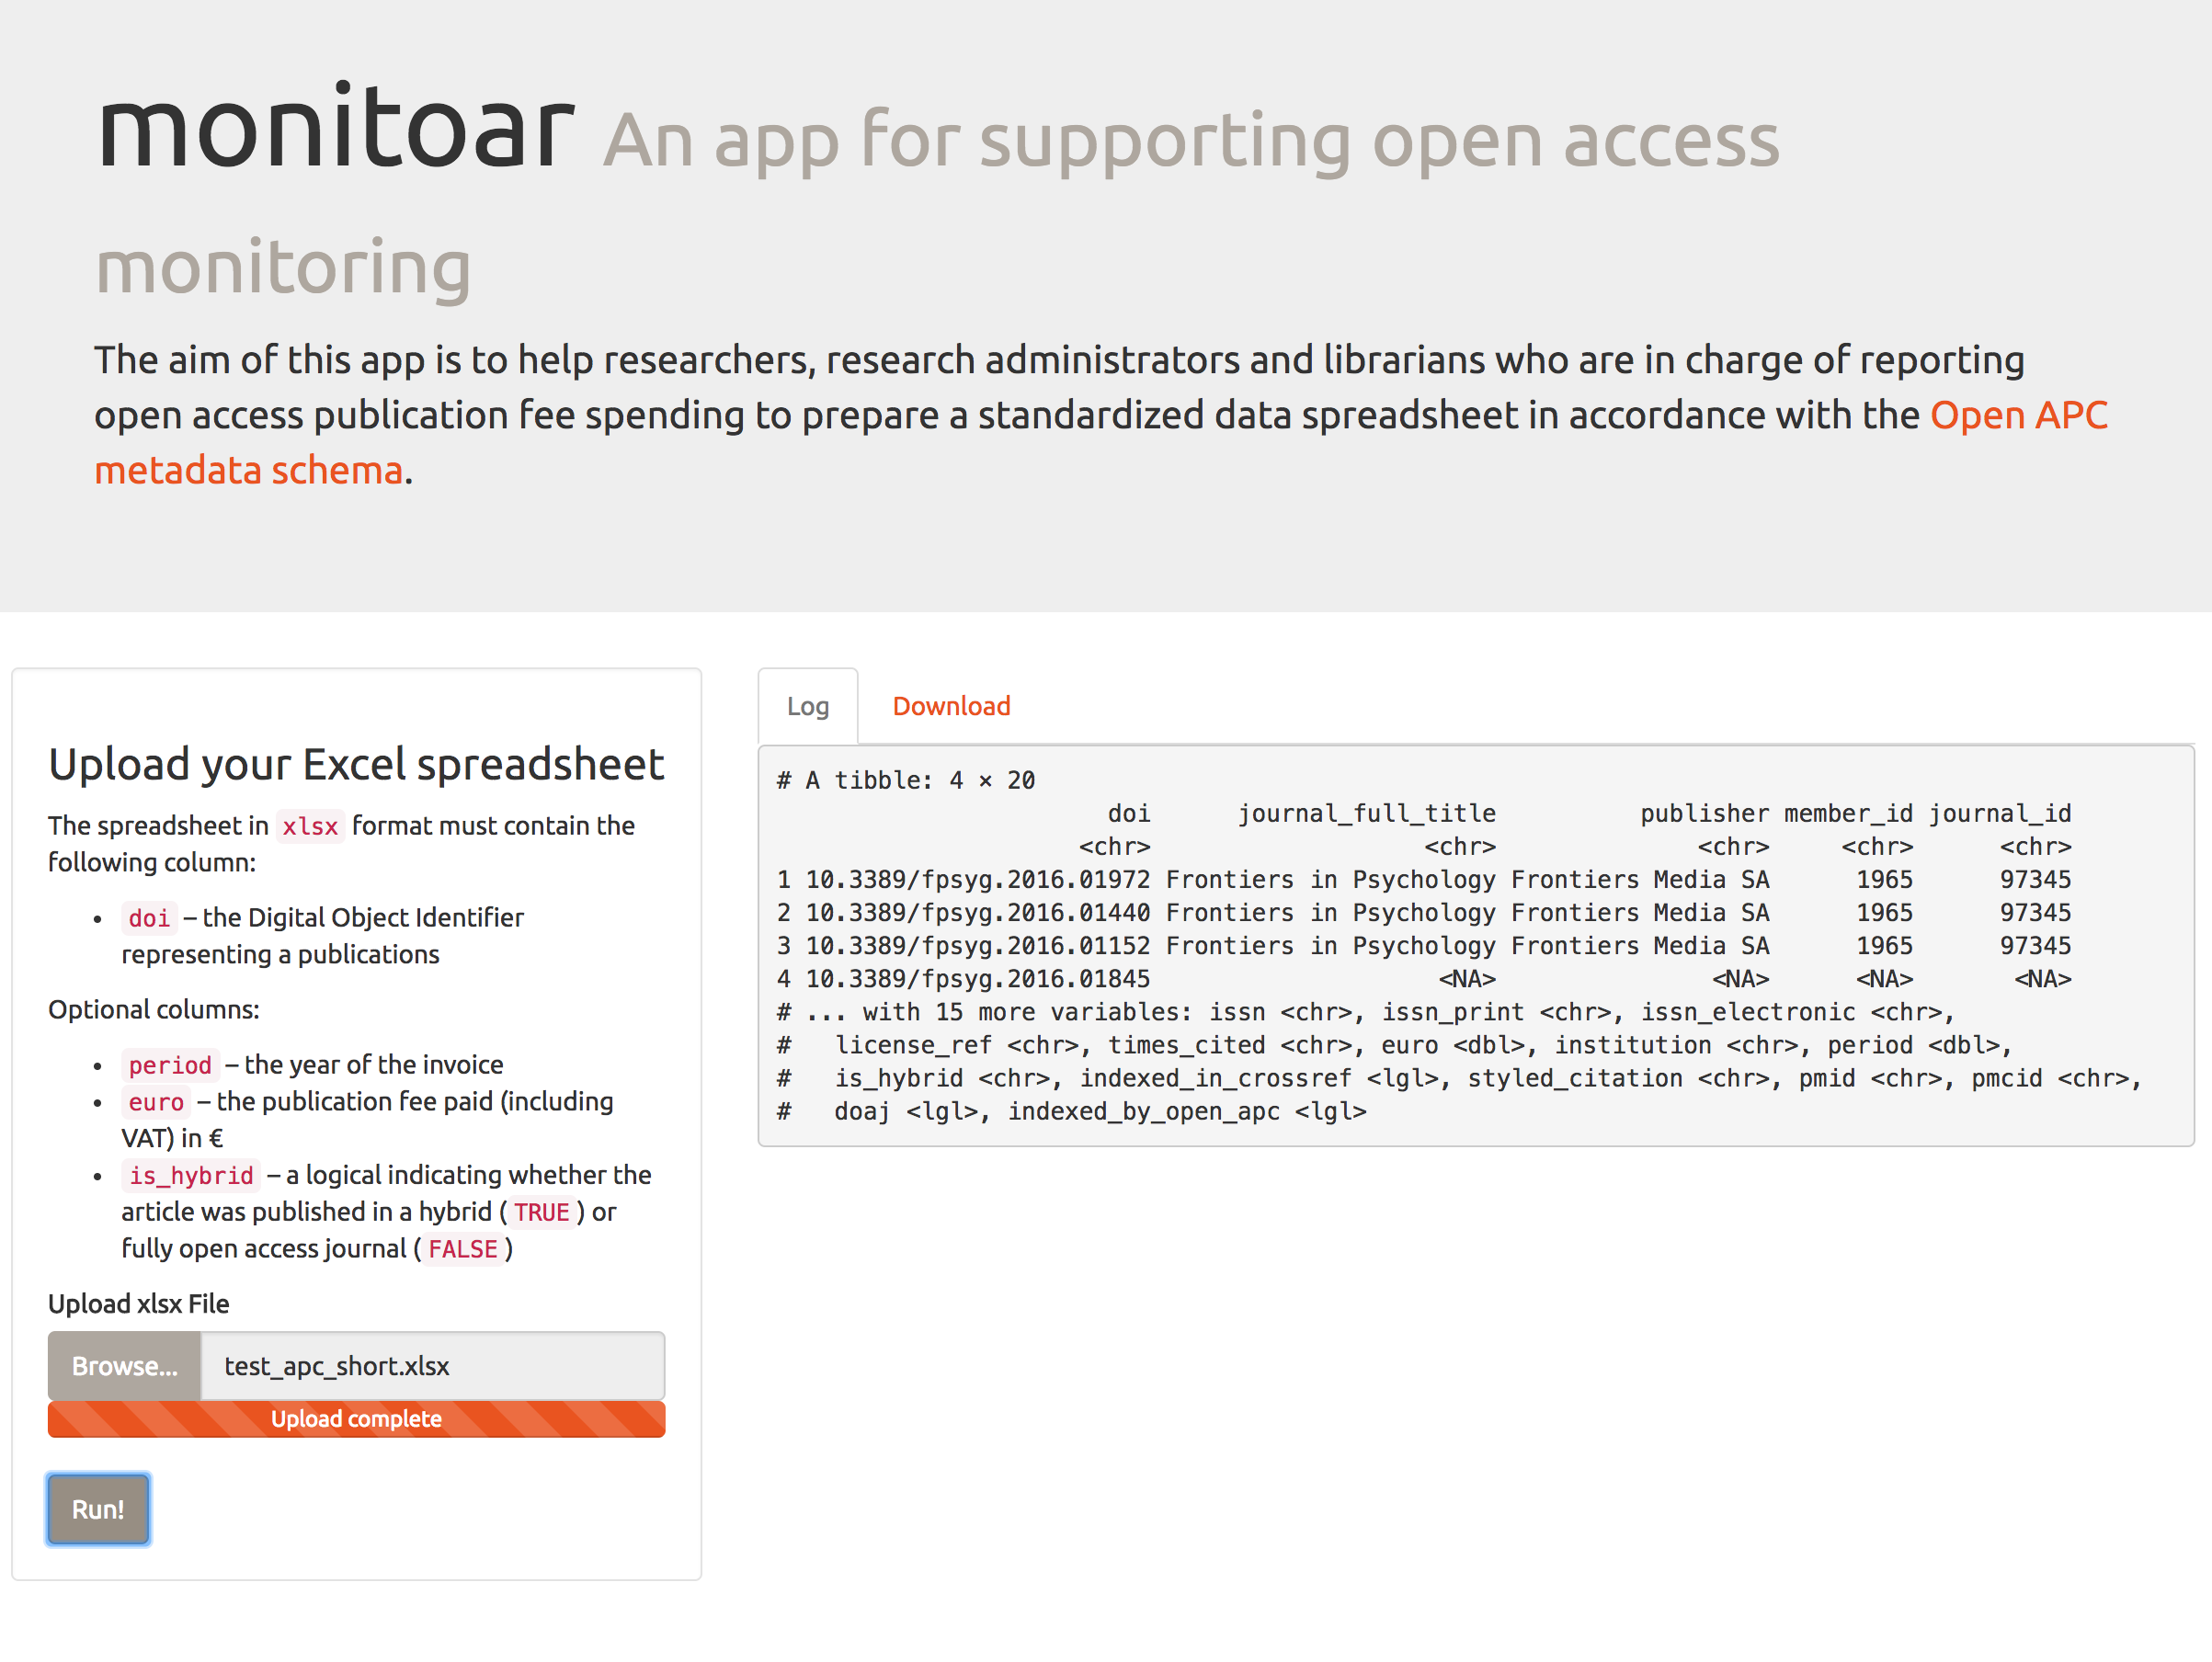 monitoar An app for supporting open access
monitoring
The aim of this app is to help researchers, research administrators and librarians who are in charge of reporting
open access publication fee spending to prepare a standardized data spreadsheet in accordance with the Open APC
metadata schema.
Upload your Excel spreadsheet
The spreadsheet in xlsx format must contain the
following column:
• doi – the Digital Object Identifier
representing a publications
Optional columns:
• period – the year of the invoice
• euro – the publication fee paid (including
VAT) in €
• is_hybrid – a logical indicating whether the
article was published in a hybrid (TRUE) or
fully open access journal (FALSE)
Upload xlsx File
Browse... test_apc_short.xlsx
Upload complete
Run!
Log Download
# A tibble: 4 × 20
doi journal_full_title publisher member_id journal_id
<chr> <chr> <chr> <chr> <chr>
1 10.3389/fpsyg.2016.01972 Frontiers in Psychology Frontiers Media SA 1965 97345
2 10.3389/fpsyg.2016.01440 Frontiers in Psychology Frontiers Media SA 1965 97345
3 10.3389/fpsyg.2016.01152 Frontiers in Psychology Frontiers Media SA 1965 97345
4 10.3389/fpsyg.2016.01845 <NA> <NA> <NA> <NA>
# ... with 15 more variables: issn <chr>, issn_print <chr>, issn_electronic <chr>,
# license_ref <chr>, times_cited <chr>, euro <dbl>, institution <chr>, period <dbl>,
# is_hybrid <chr>, indexed_in_crossref <lgl>, styled_citation <chr>, pmid <chr>, pmcid <chr>,
# doaj <lgl>, indexed_by_open_apc <lgl>